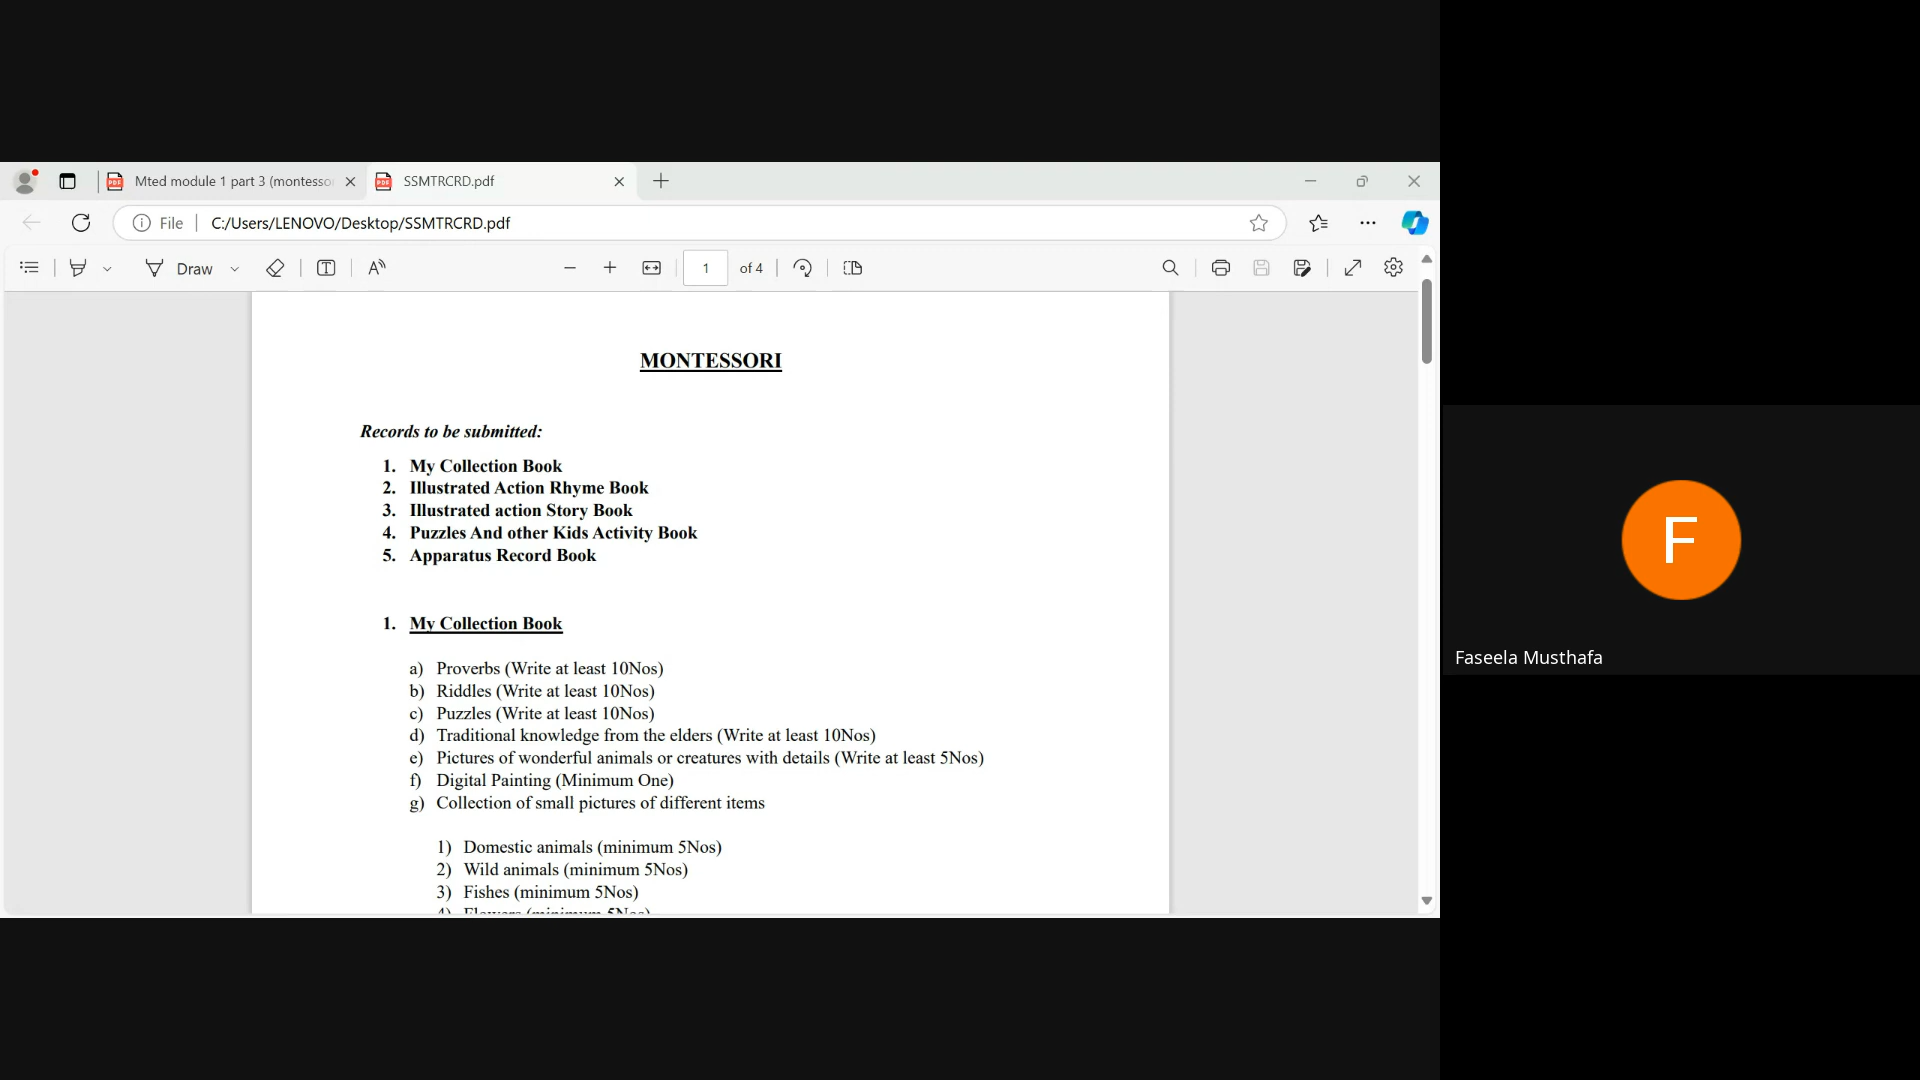 Mted module 1 part 3 (montesso
SSMTRCRD.pdf
File
C:/Users/LENOVO/Desktop/SSMTRCRD.pdf
Draw
1 of 4
MONTESSORI
Records to be submitted:
1. My Collection Book
2. Illustrated Action Rhyme Book
3. Illustrated action Story Book
4. Puzzles And other Kids Activity Book
5. Apparatus Record Book
1. My Collection Book
a) Proverbs (Write at least 10Nos)
b) Riddles (Write at least 10Nos)
c) Puzzles (Write at least 10Nos)
d) Traditional knowledge from the elders (Write at least 10Nos)
e) Pictures of wonderful animals or creatures with details (Write at least 5Nos)
f) Digital Painting (Minimum One)
g) Collection of small pictures of different items
1) Domestic animals (minimum 5Nos)
2) Wild animals (minimum 5Nos)
3) Fishes (minimum 5Nos)
4) Flowers (minimum 5Nos)
F
Faseela Musthafa